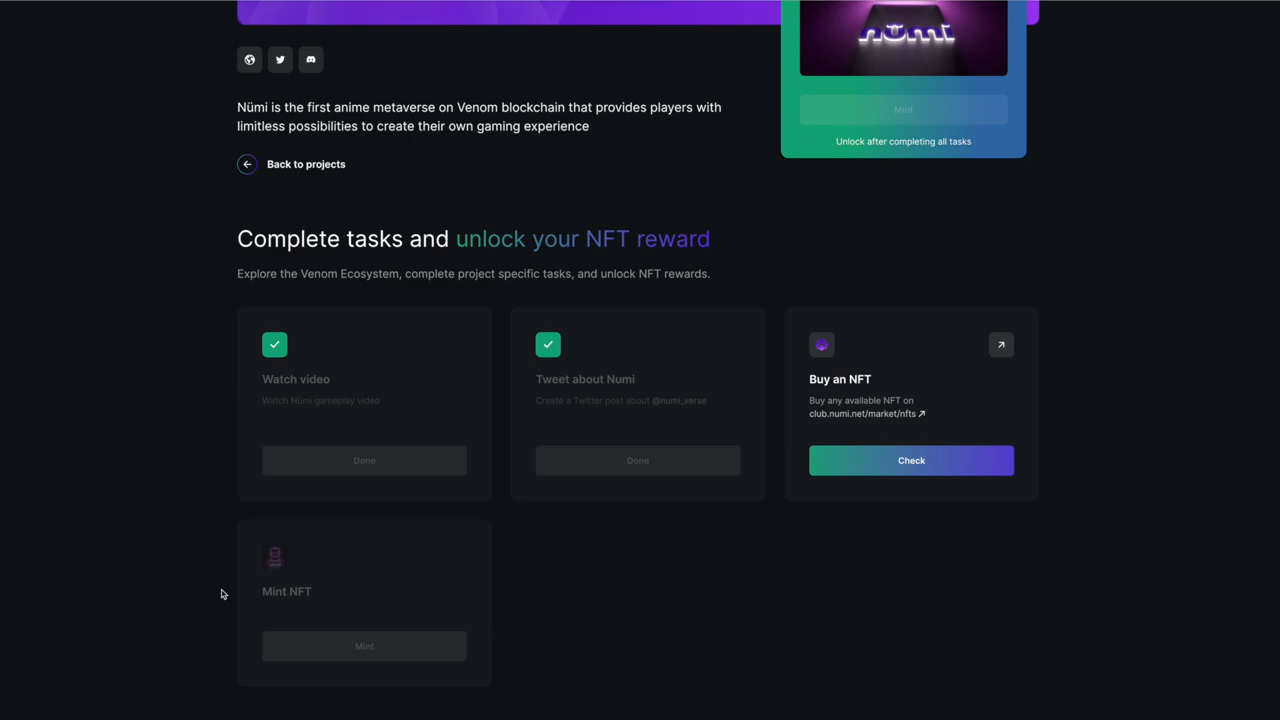 nümi
Mint
Unlock after completing all tasks
Nümi is the first anime metaverse on Venom blockchain that provides players with
limitless possibilities to create their own gaming experience
Back to projects
Complete tasks and unlock your NFT reward
Explore the Venom Ecosystem, complete project specific tasks, and unlock NFT rewards.
Watch video
Watch Nümi gameplay video
Done
Tweet about Numi
Create a Twitter post about @numi_verse
Done
Buy an NFT
Buy any available NFT on
club.numi.net/market/nfts
Check
Mint NFT
Mint